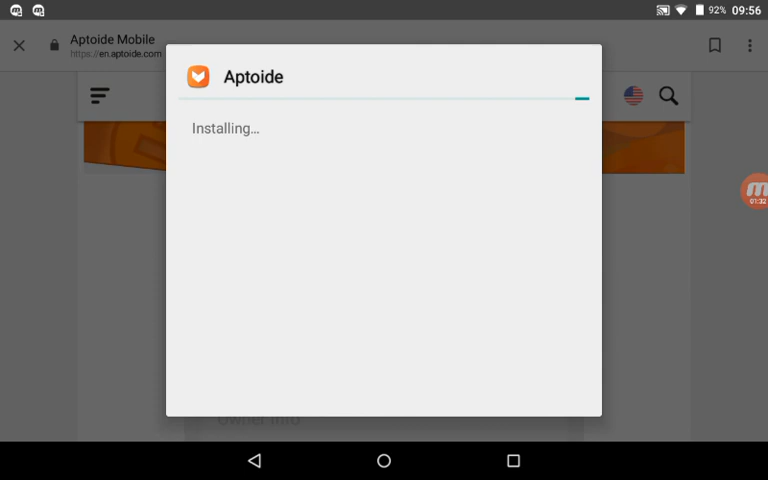 92% 09:56
Aptoide Mobile
https://en.aptoide.com
Aptoide
Installing...
01:32
Owner Info